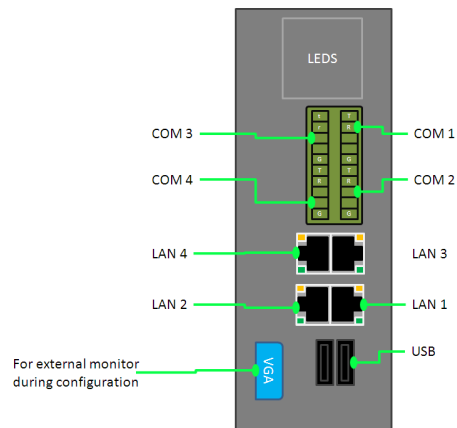 LEDS
t T
r R
COM 3
COM 1
G G
T T
R R
COM 4
COM 2
G G
LAN 4
LAN 3
LAN 2
LAN 1
USB
VGA
For external monitor
during configuration